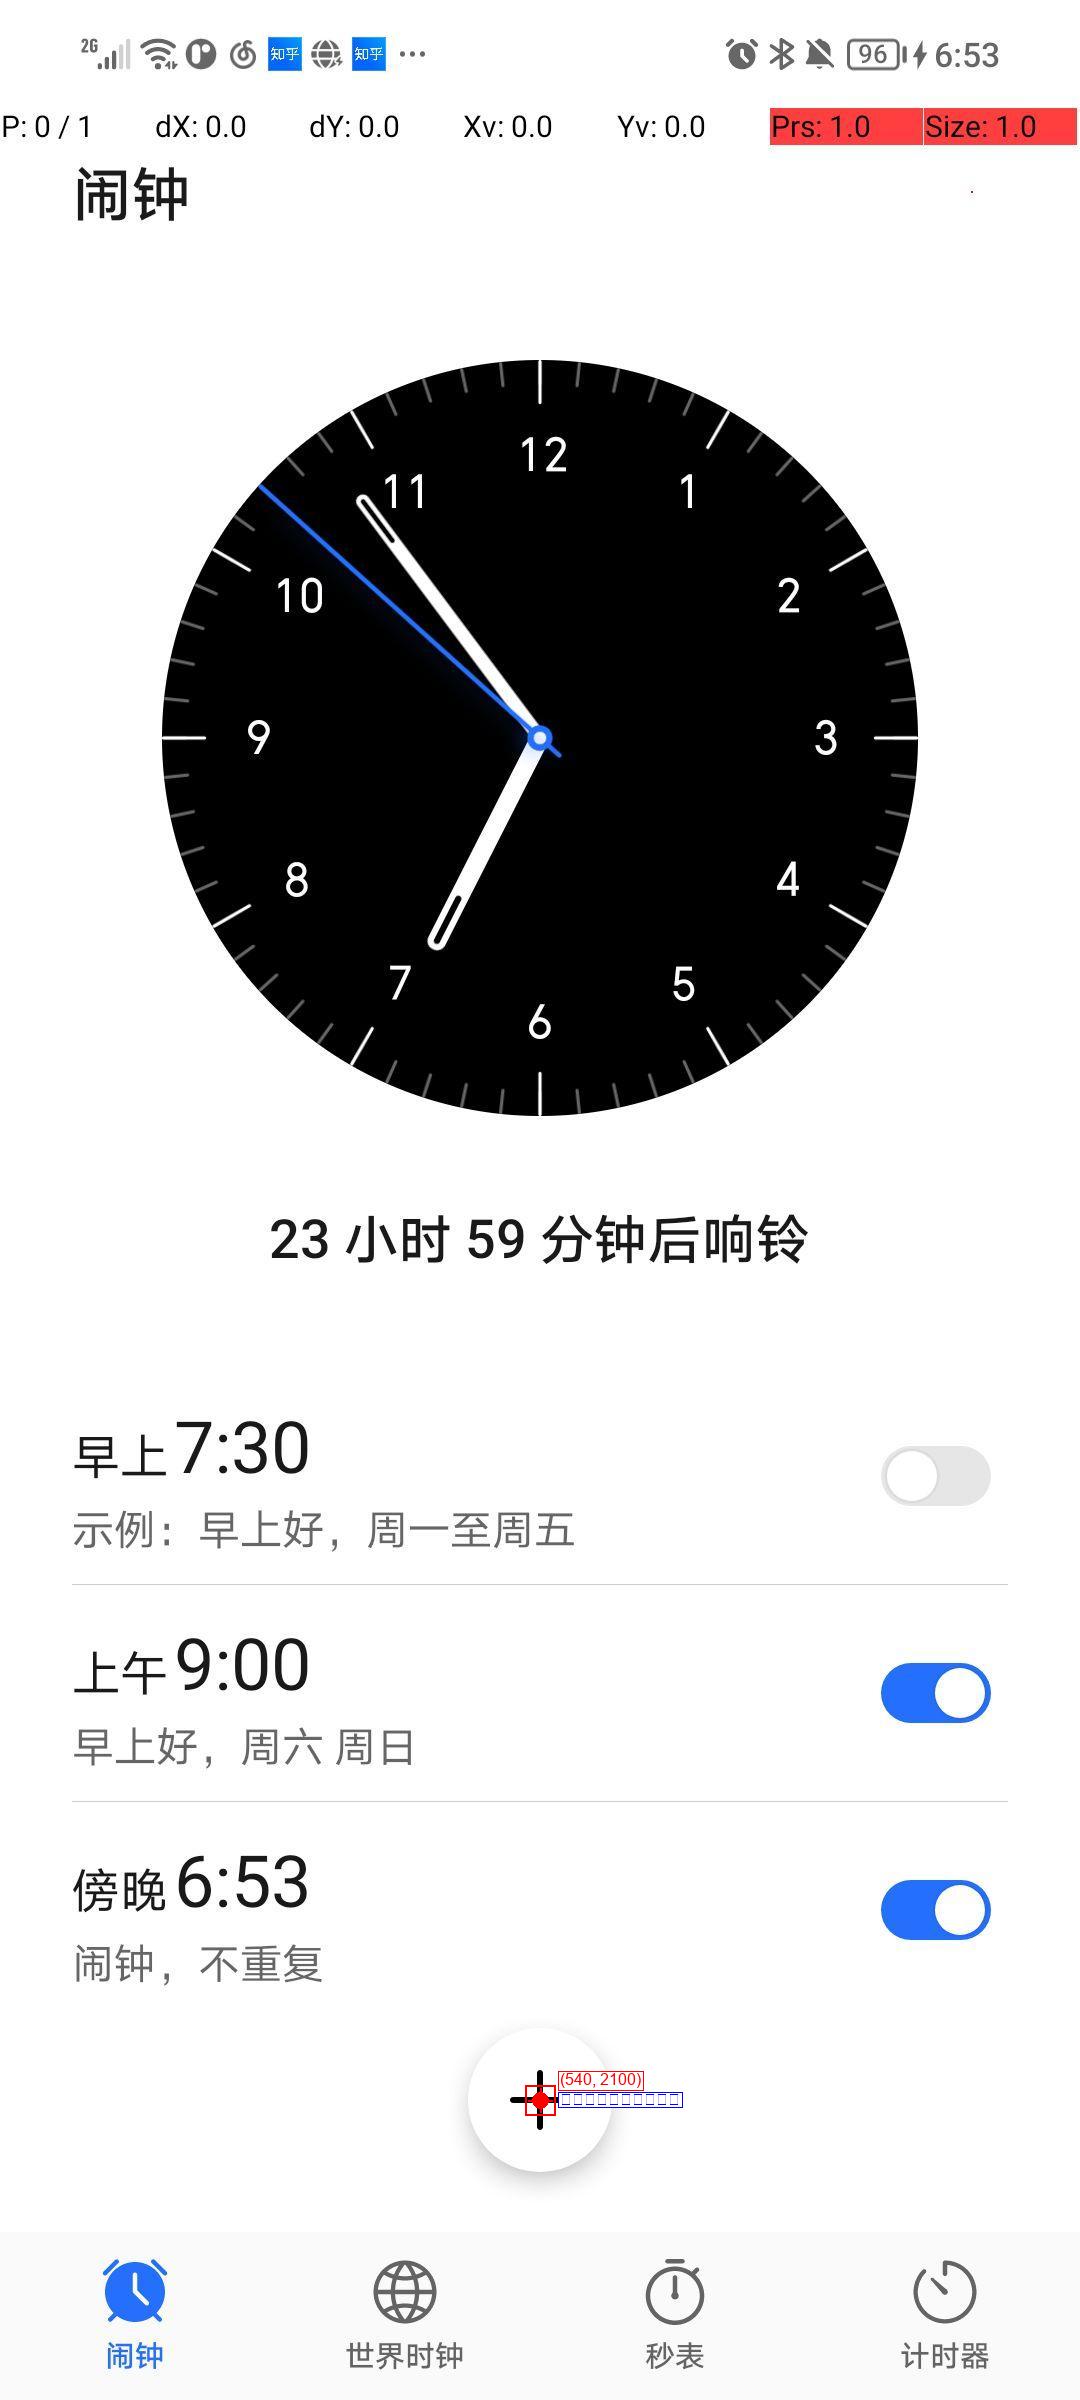 2G 知乎 知乎 ... 96 6:53
P: 0 / 1 dX: 0.0 dY: 0.0 Xv: 0.0 Yv: 0.0 Prs: 1.0 Size: 1.0
闹钟
12
11 1
10 2
9 3
8 4
7 5
6
23 小时 59 分钟后响铃
早上7:30
示例：早上好，周一至周五
上午9:00
早上好，周六 周日
傍晚6:53
闹钟，不重复
(540, 2100)
闹钟 世界时钟 秒表 计时器